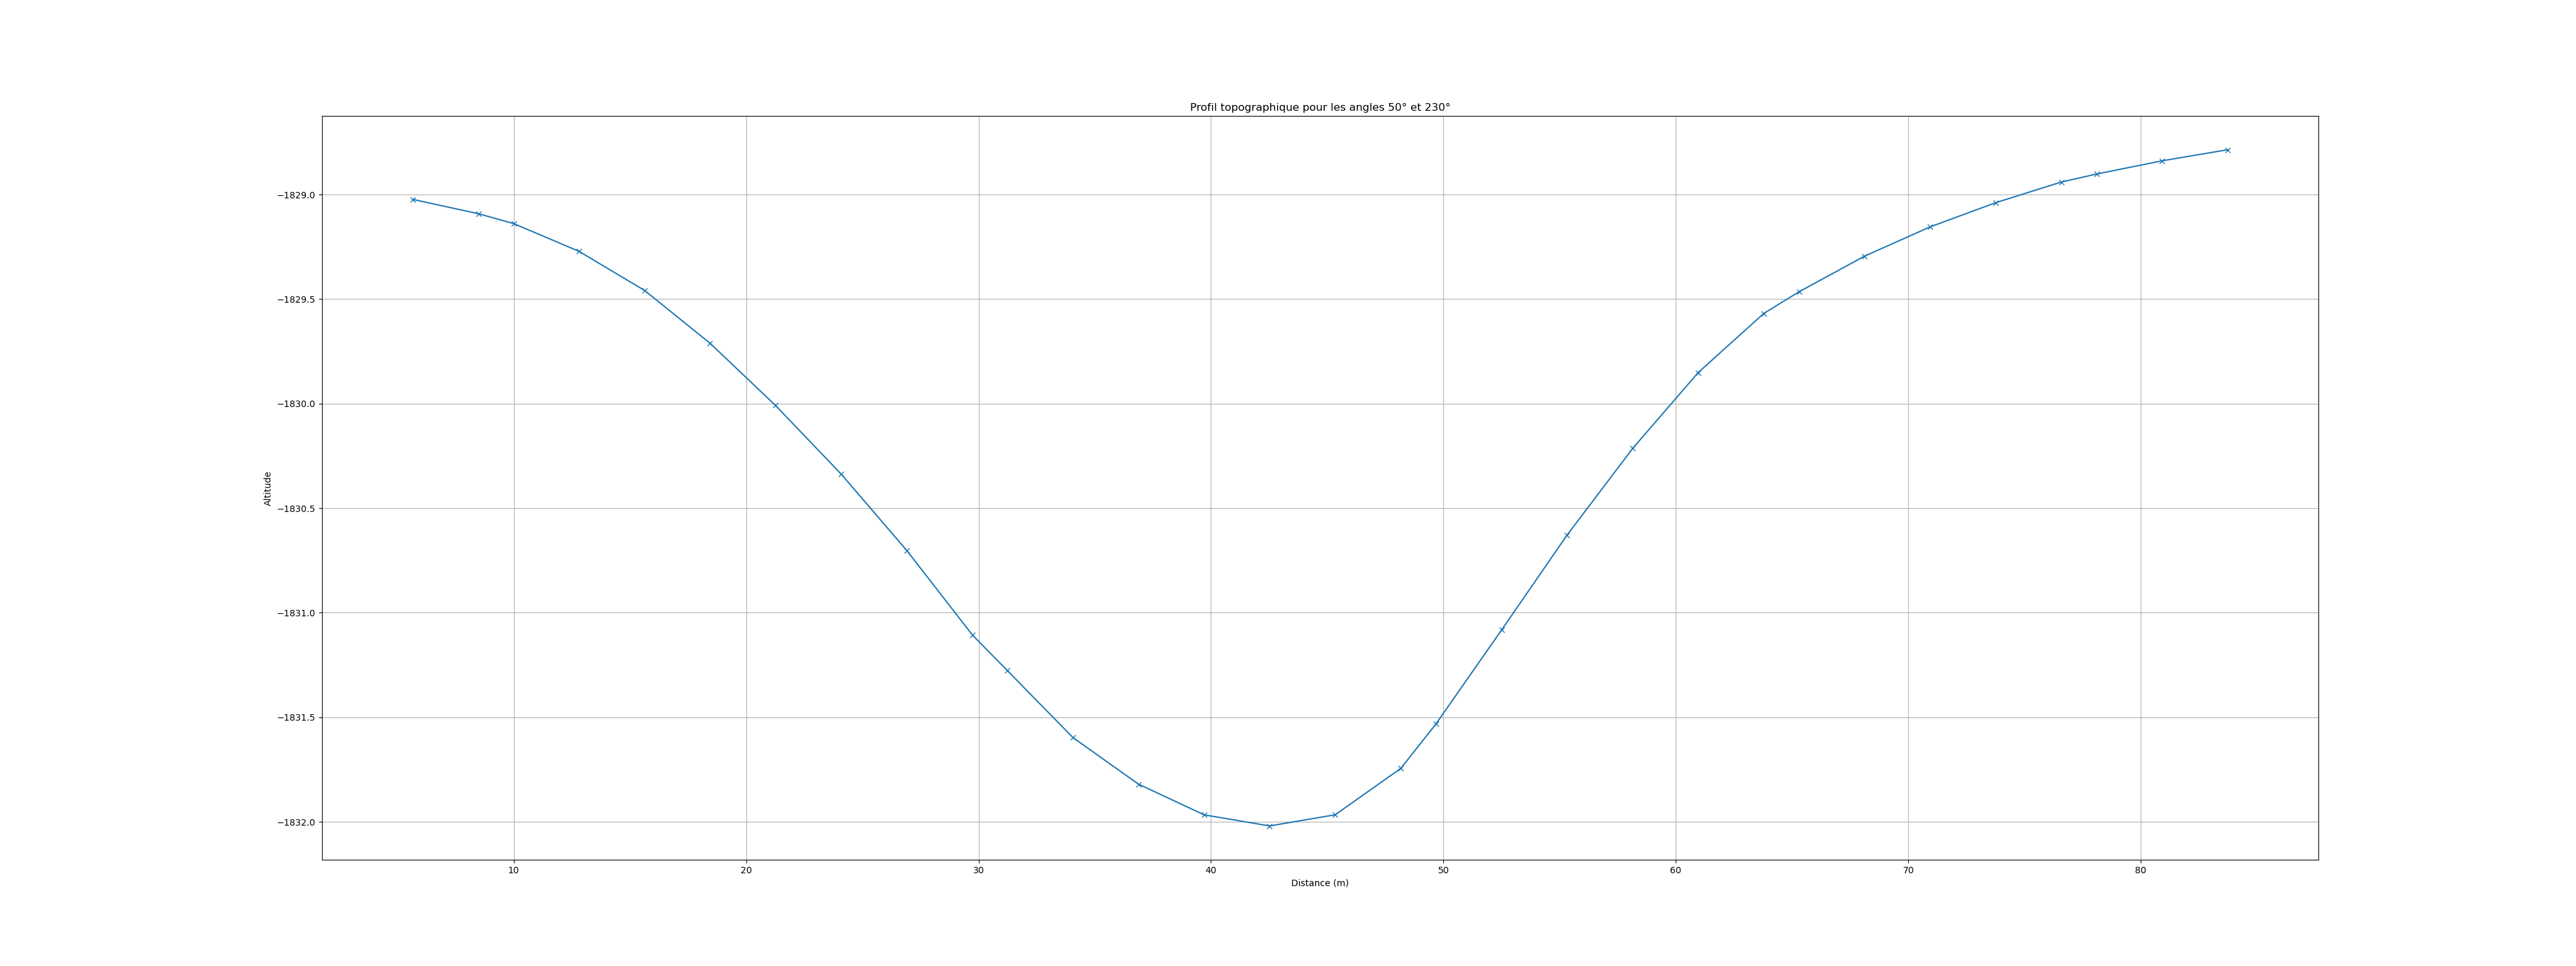 Profil topographique pour les angles 50° et 230°
Altitude
−1829.0
−1829.5
−1830.0
−1830.5
−1831.0
−1831.5
−1832.0
10 20 30 40 50 60 70 80
Distance (m)